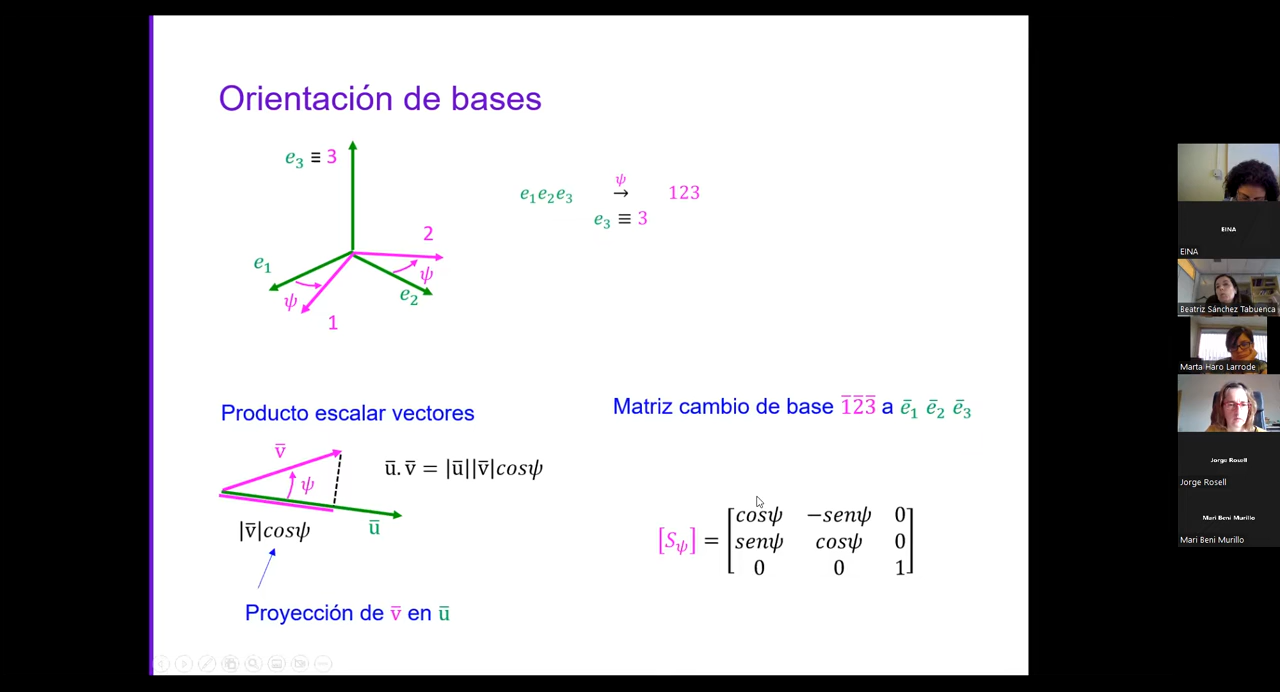 Orientación de bases
e₃ ≡ 3
e₁
e₂
ψ
ψ
1
2
e₁e₂e₃ ψ→ 123
e₃ ≡ 3
Producto escalar vectores
v̄
ψ
ū
ū. v̄ = |ū||v̄|cosψ
|v̄|cosψ
Proyección de v̄ en ū
Matriz cambio de base 1̄2̄3̄ a ē₁ ē₂ ē₃
[Sψ] =
cosψ −senψ 0
senψ cosψ 0
0 0 1
EINA
EINA
Beatriz Sánchez Tabuenca
Marta Haro Larrode
Jorge Rosell
Jorge Rosell
Mari Beni Murillo
Mari Beni Murillo